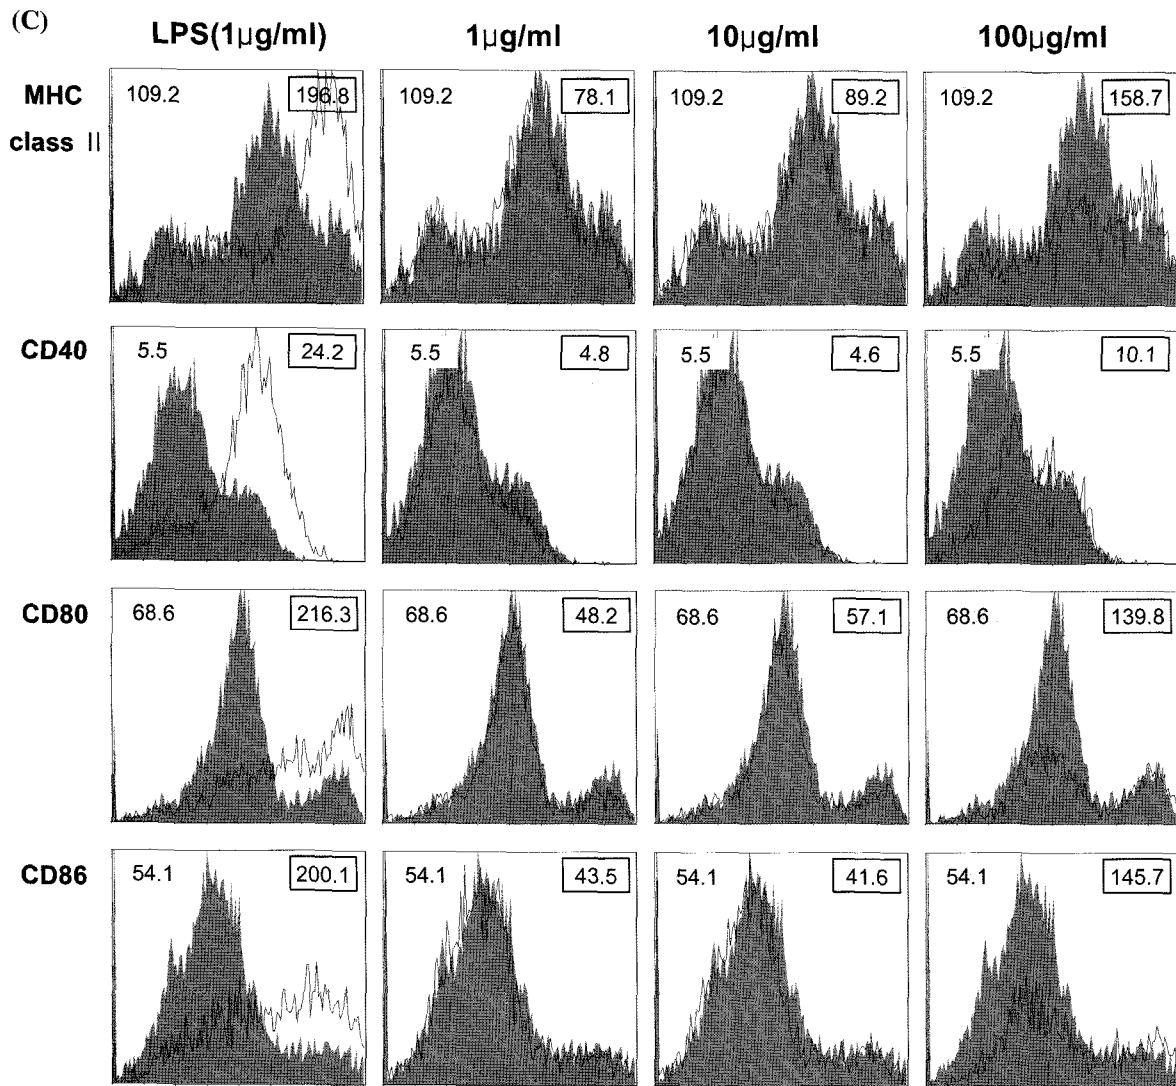 (C)
LPS(1μg/ml) 1μg/ml 10μg/ml 100μg/ml
MHC class II
109.2 196.8 109.2 78.1 109.2 89.2 109.2 158.7
CD40
5.5 24.2 5.5 4.8 5.5 4.6 5.5 10.1
CD80
68.6 216.3 68.6 48.2 68.6 57.1 68.6 139.8
CD86
54.1 200.1 54.1 43.5 54.1 41.6 54.1 145.7